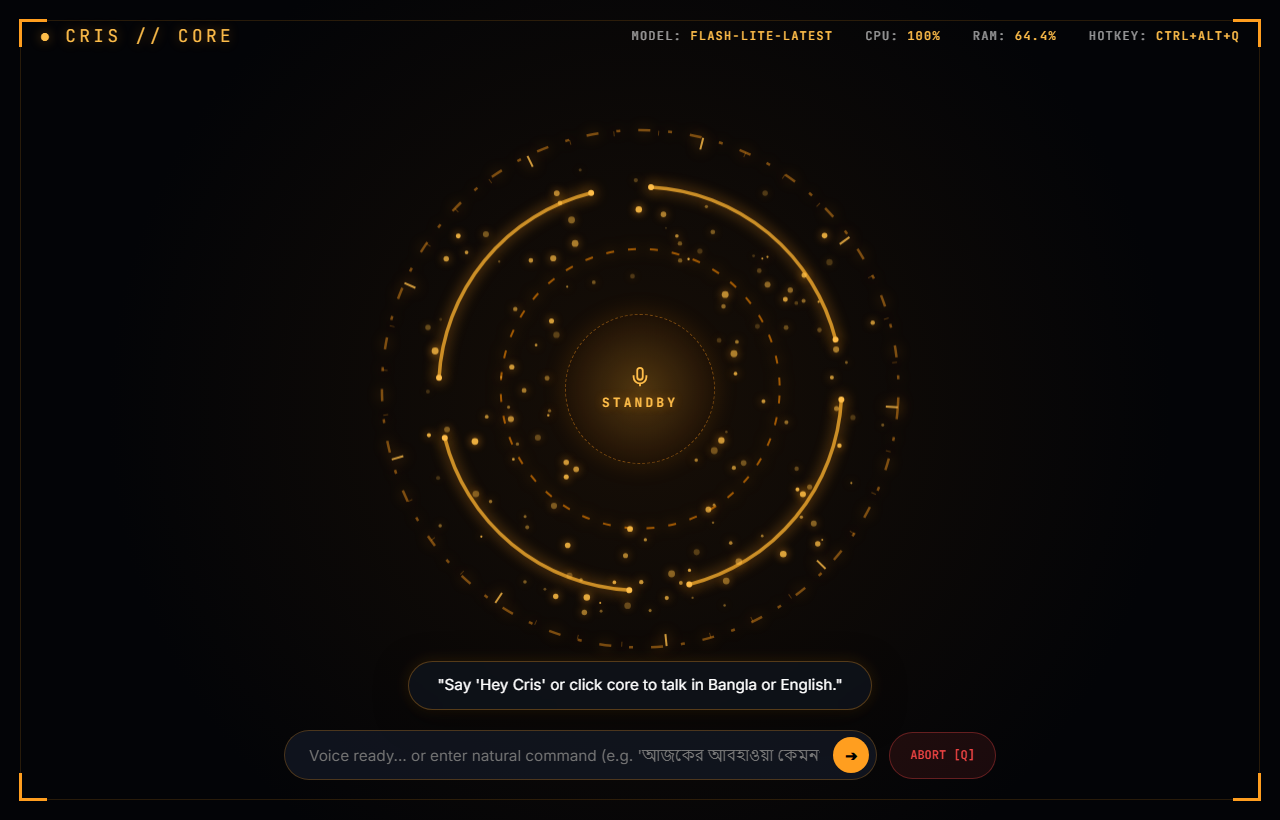 CRIS // CORE
MODEL: FLASH-LITE-LATEST CPU: 100% RAM: 64.4% HOTKEY: CTRL+ALT+Q
STANDBY
"Say 'Hey Cris' or click core to talk in Bangla or English."
Voice ready... or enter natural command (e.g. 'আজকের আবহাওয়া কেমন
ABORT [Q]